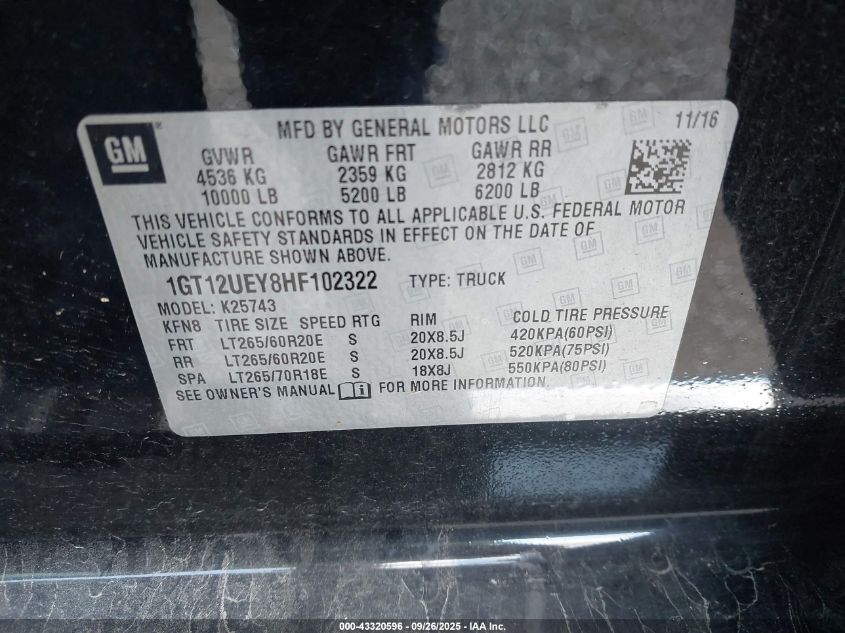 GM
MFD BY GENERAL MOTORS LLC 11/16
GVWR GAWR FRT GAWR RR
4536 KG 2359 KG 2812 KG
10000 LB 5200 LB 6200 LB
THIS VEHICLE CONFORMS TO ALL APPLICABLE U.S. FEDERAL MOTOR
VEHICLE SAFETY STANDARDS IN EFFECT ON THE DATE OF
MANUFACTURE SHOWN ABOVE.
1GT12UEY8HF102322 TYPE: TRUCK
MODEL: K25743
KFN8 TIRE SIZE SPEED RTG RIM COLD TIRE PRESSURE
FRT LT265/60R20E S 20X8.5J 420KPA(60PSI)
RR LT265/60R20E S 20X8.5J 520KPA(75PSI)
SPA LT265/70R18E S 18X8J 550KPA(80PSI)
SEE OWNER'S MANUAL FOR MORE INFORMATION.
000-43320596 - 09/26/2025 - IAA, Inc.